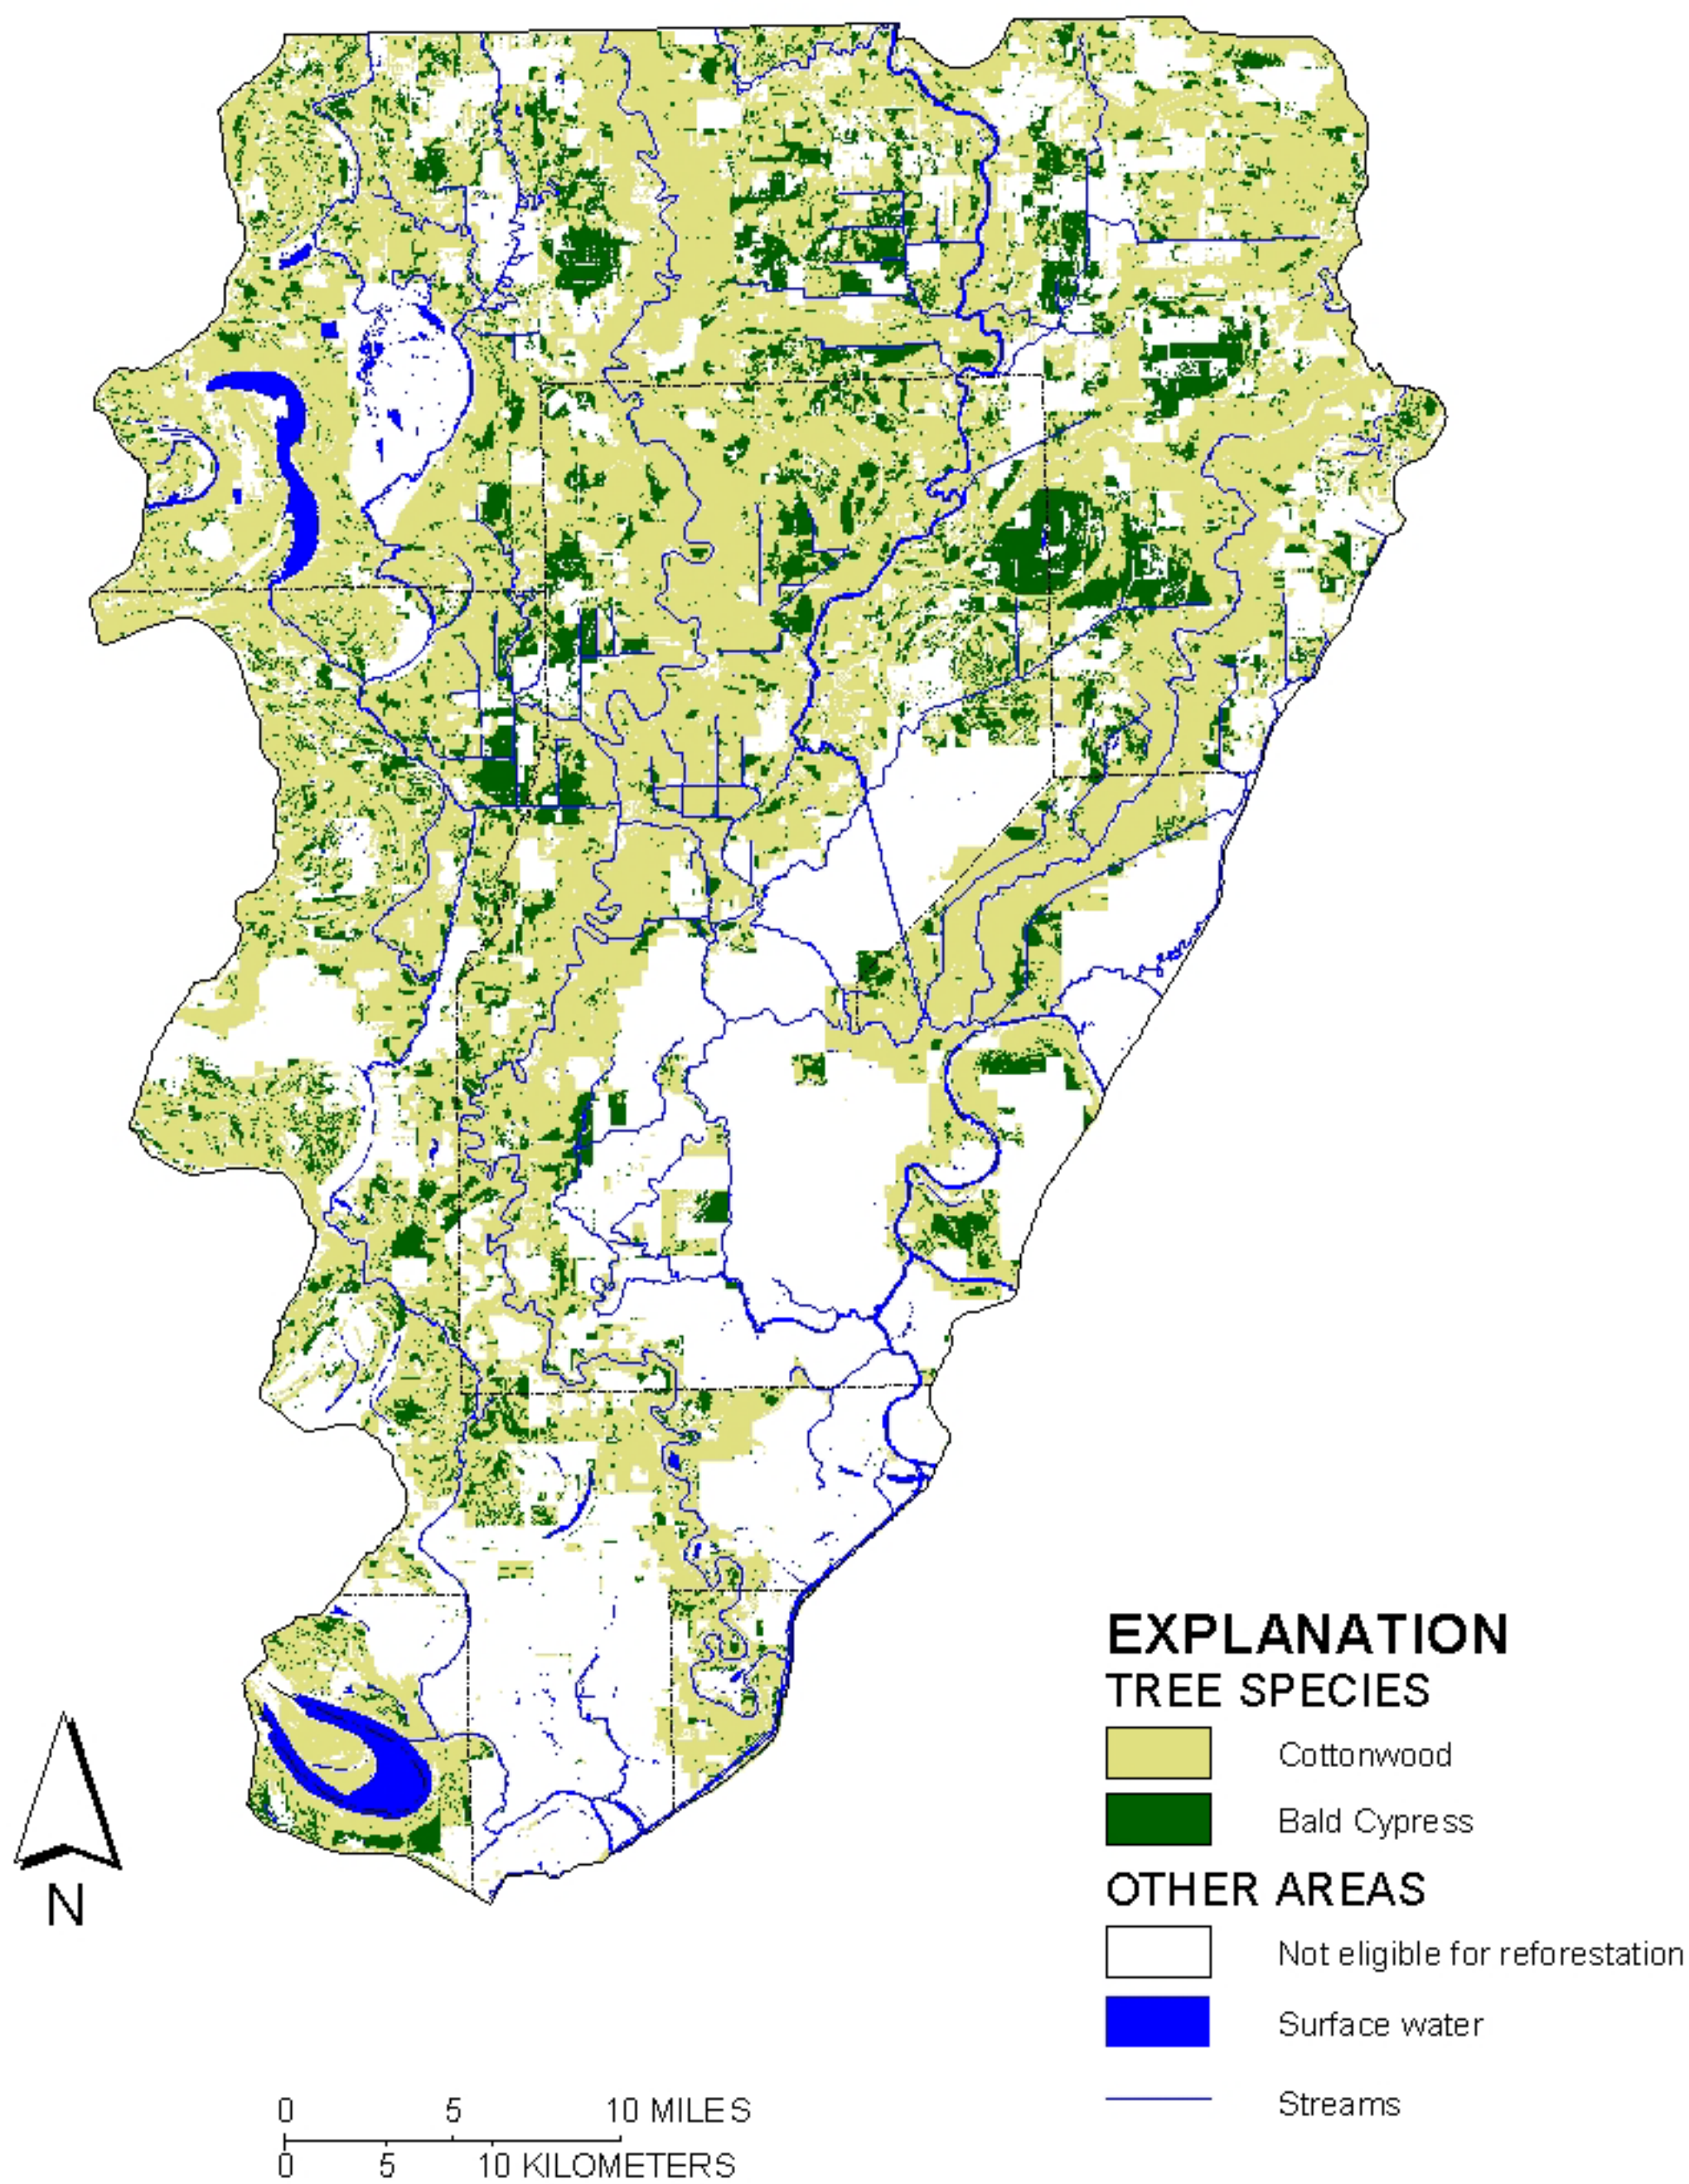 EXPLANATION
TREE SPECIES
Cottonwood
Bald Cypress
OTHER AREAS
Not eligible for reforestation
Surface water
Streams
N
0 5 10 MILES
0 5 10 KILOMETERS